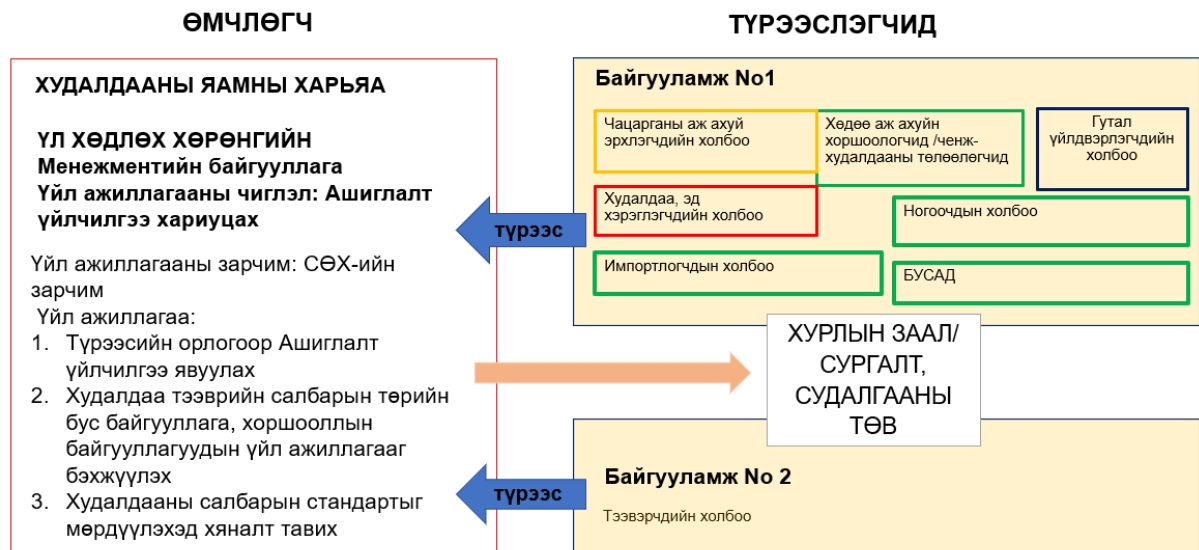 ӨМЧЛӨГЧ
ХУДАЛДААНЫ ЯАМНЫ ХАРЬЯА
ҮЛ ХӨДЛӨХ ХӨРӨНГИЙН
Менежментийн байгууллага
Үйл ажиллагааны чиглэл: Ашиглалт
үйлчилгээ хариуцах
Үйл ажиллагааны зарчим: СӨХ-ийн
зарчим
Үйл ажиллагаа:
1. Түрээсийн орлогоор Ашиглалт
үйлчилгээ явуулах
2. Худалдаа тээврийн салбарын төрийн
бус байгууллага, хоршооллын
байгууллагуудын үйл ажиллагааг
бэхжүүлэх
3. Худалдааны салбарын стандартыг
мөрдүүлэхэд хяналт тавих
түрээс
түрээс
ТҮРЭЭСЛЭГЧИД
Байгууламж No1
Чацарганы аж ахуй
эрхлэгчдийн холбоо
Хөдөө аж ахуйн
хоршоологчид /ченж-
худалдааны төлөөлөгчид
Гутал
үйлдвэрлэгчдийн
холбоо
Худалдаа, эд
хэрэглэгчдийн холбоо
Ногоочдын холбоо
Импортлогчдын холбоо
БУСАД
ХУРЛЫН ЗААЛ/
СУРГАЛТ,
СУДАЛГААНЫ
ТӨВ
Байгууламж No 2
Тээвэрчдийн холбоо